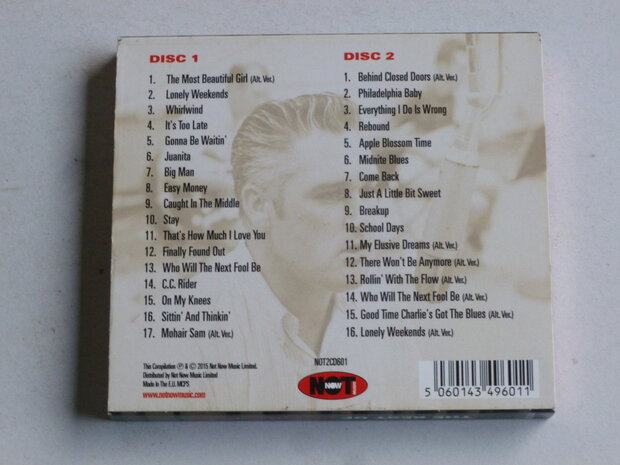 DISC 1
1. The Most Beautiful Girl (Alt. Ver.)
2. Lonely Weekends
3. Whirlwind
4. It's Too Late
5. Gonna Be Waitin'
6. Juanita
7. Big Man
8. Easy Money
9. Caught In The Middle
10. Stay
11. That's How Much I Love You
12. Finally Found Out
13. Who Will The Next Fool Be
14. C.C. Rider
15. On My Knees
16. Sittin' And Thinkin'
17. Mohair Sam (Alt. Ver.)
DISC 2
1. Behind Closed Doors (Alt. Ver.)
2. Philadelphia Baby
3. Everything I Do Is Wrong
4. Rebound
5. Apple Blossom Time
6. Midnite Blues
7. Come Back
8. Just A Little Bit Sweet
9. Breakup
10. School Days
11. My Elusive Dreams (Alt. Ver.)
12. There Won't Be Anymore (Alt. Ver.)
13. Rollin' With The Flow (Alt. Ver.)
14. Who Will The Next Fool Be (Alt. Ver.)
15. Good Time Charlie's Got The Blues (Alt. Ver.)
16. Lonely Weekends (Alt. Ver.)
This Compilation ℗ & © 2015 Not Now Music Limited.
Distributed by Not Now Music Limited
Made In The E.U. MCPS
www.notnowmusic.com
NOT2CD601
NOT NOW
5 060143 496011